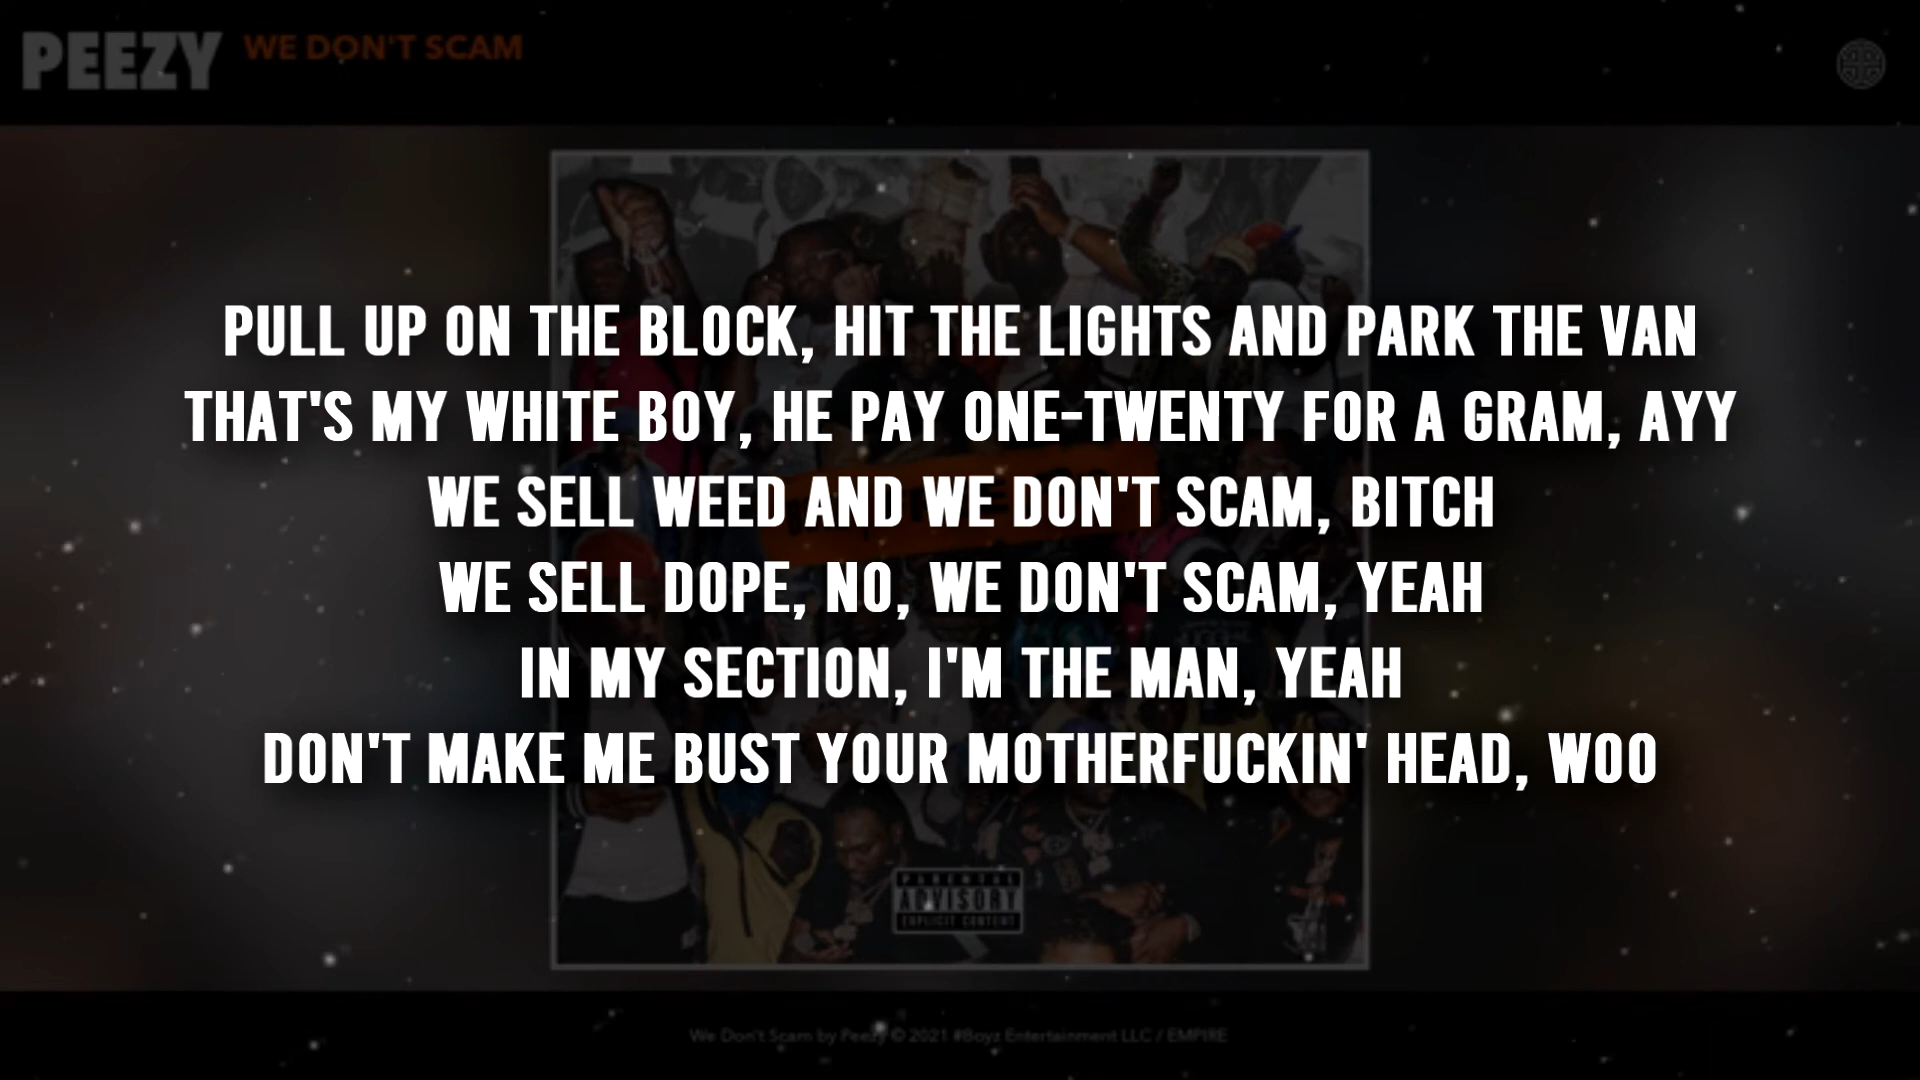 PEEZY WE DON'T SCAM
PULL UP ON THE BLOCK, HIT THE LIGHTS AND PARK THE VAN
THAT'S MY WHITE BOY, HE PAY ONE-TWENTY FOR A GRAM, AYY
WE SELL WEED AND WE DON'T SCAM, BITCH
WE SELL DOPE, NO, WE DON'T SCAM, YEAH
IN MY SECTION, I'M THE MAN, YEAH
DON'T MAKE ME BUST YOUR MOTHERFUCKIN' HEAD, WOO
PARENTAL
ADVISORY
EXPLICIT CONTENT
We Don't Scam by Peezy © 2021 #Boyz Entertainment LLC / EMPIRE